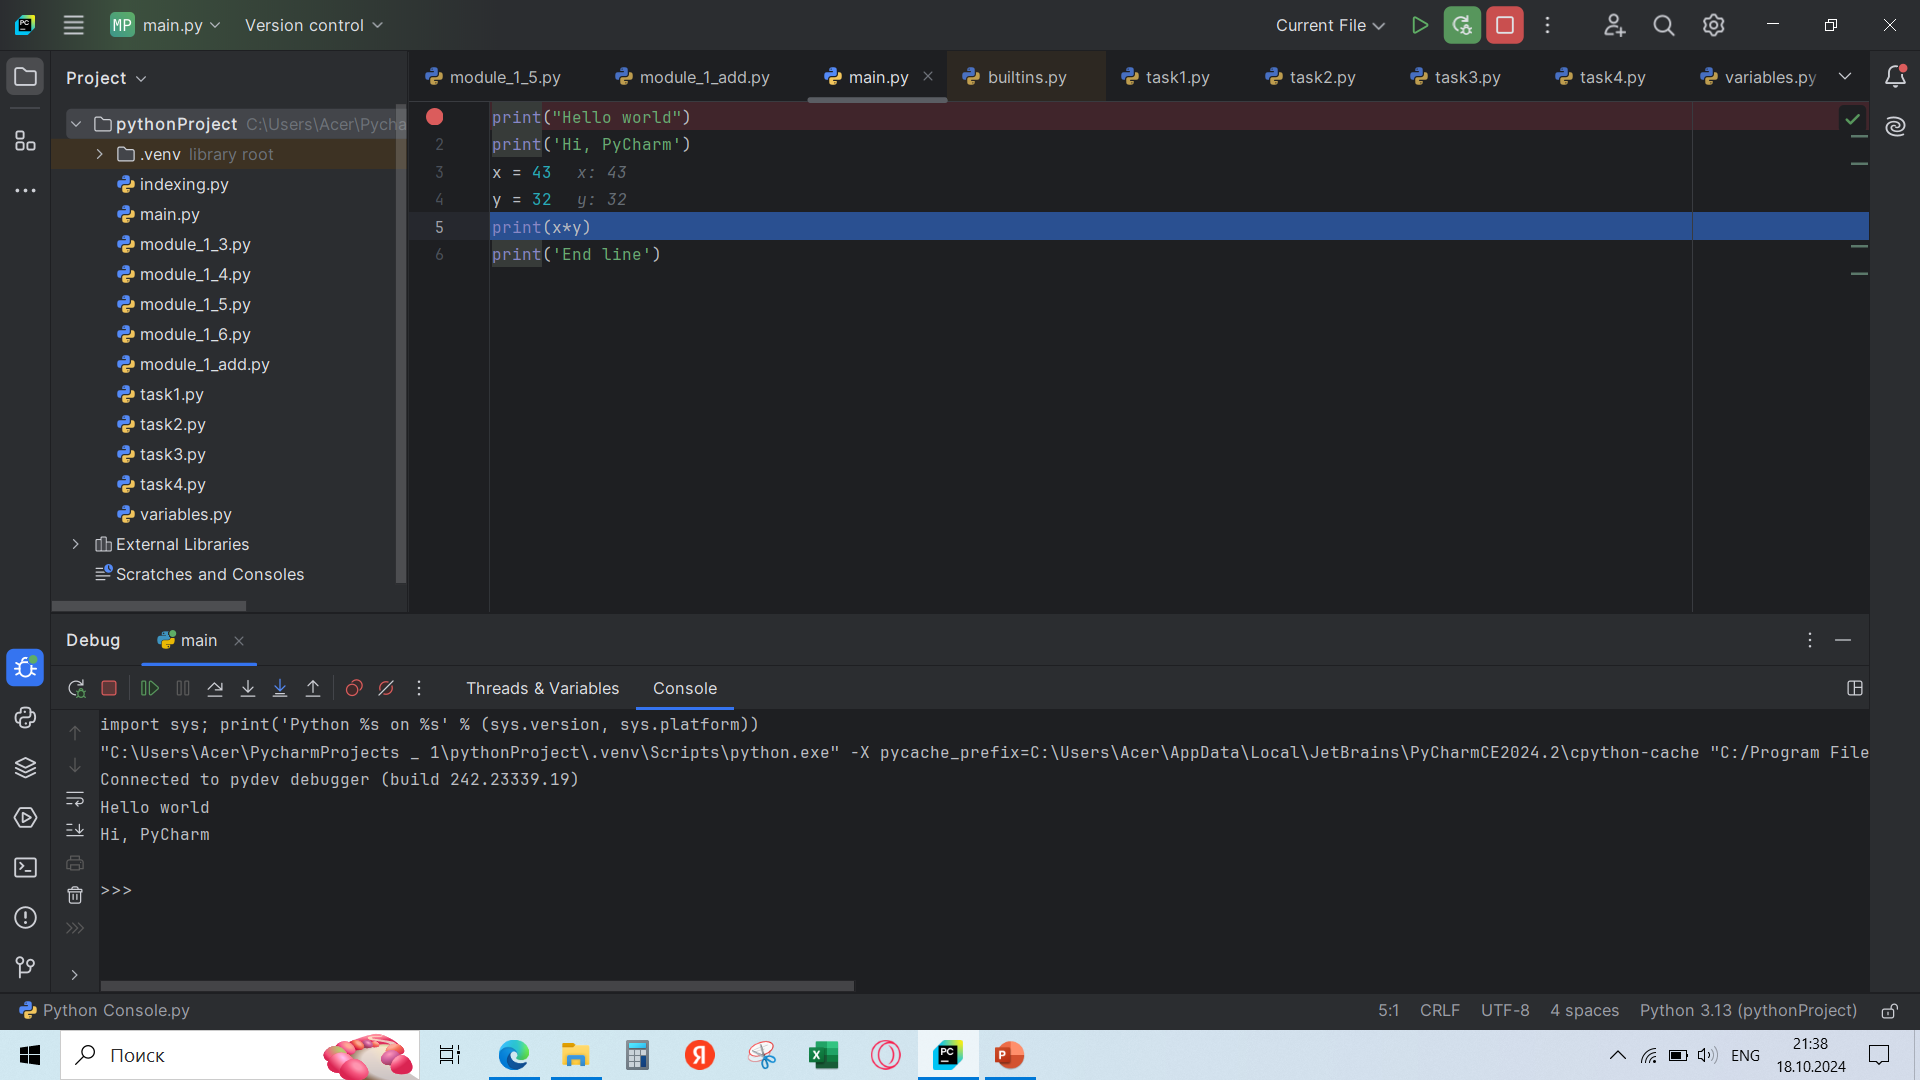 MP main.py Version control Current File
Project
module_1_5.py module_1_add.py main.py builtins.py task1.py task2.py task3.py task4.py variables.py
pythonProject C:\Users\Acer\Pycha
.venv library root
indexing.py
main.py
module_1_3.py
module_1_4.py
module_1_5.py
module_1_6.py
module_1_add.py
task1.py
task2.py
task3.py
task4.py
variables.py
External Libraries
Scratches and Consoles
print("Hello world")
2 print('Hi, PyCharm')
3 x = 43 x: 43
4 y = 32 y: 32
5 print(x*y)
6 print('End line')
Debug main
Threads & Variables Console
import sys; print('Python %s on %s' % (sys.version, sys.platform))
"C:\Users\Acer\PycharmProjects _ 1\pythonProject\.venv\Scripts\python.exe" -X pycache_prefix=C:\Users\Acer\AppData\Local\JetBrains\PyCharmCE2024.2\cpython-cache "C:/Program File
Connected to pydev debugger (build 242.23339.19)
Hello world
Hi, PyCharm
>>>
Python Console.py 5:1 CRLF UTF-8 4 spaces Python 3.13 (pythonProject)
Поиск ENG 21:38
18.10.2024